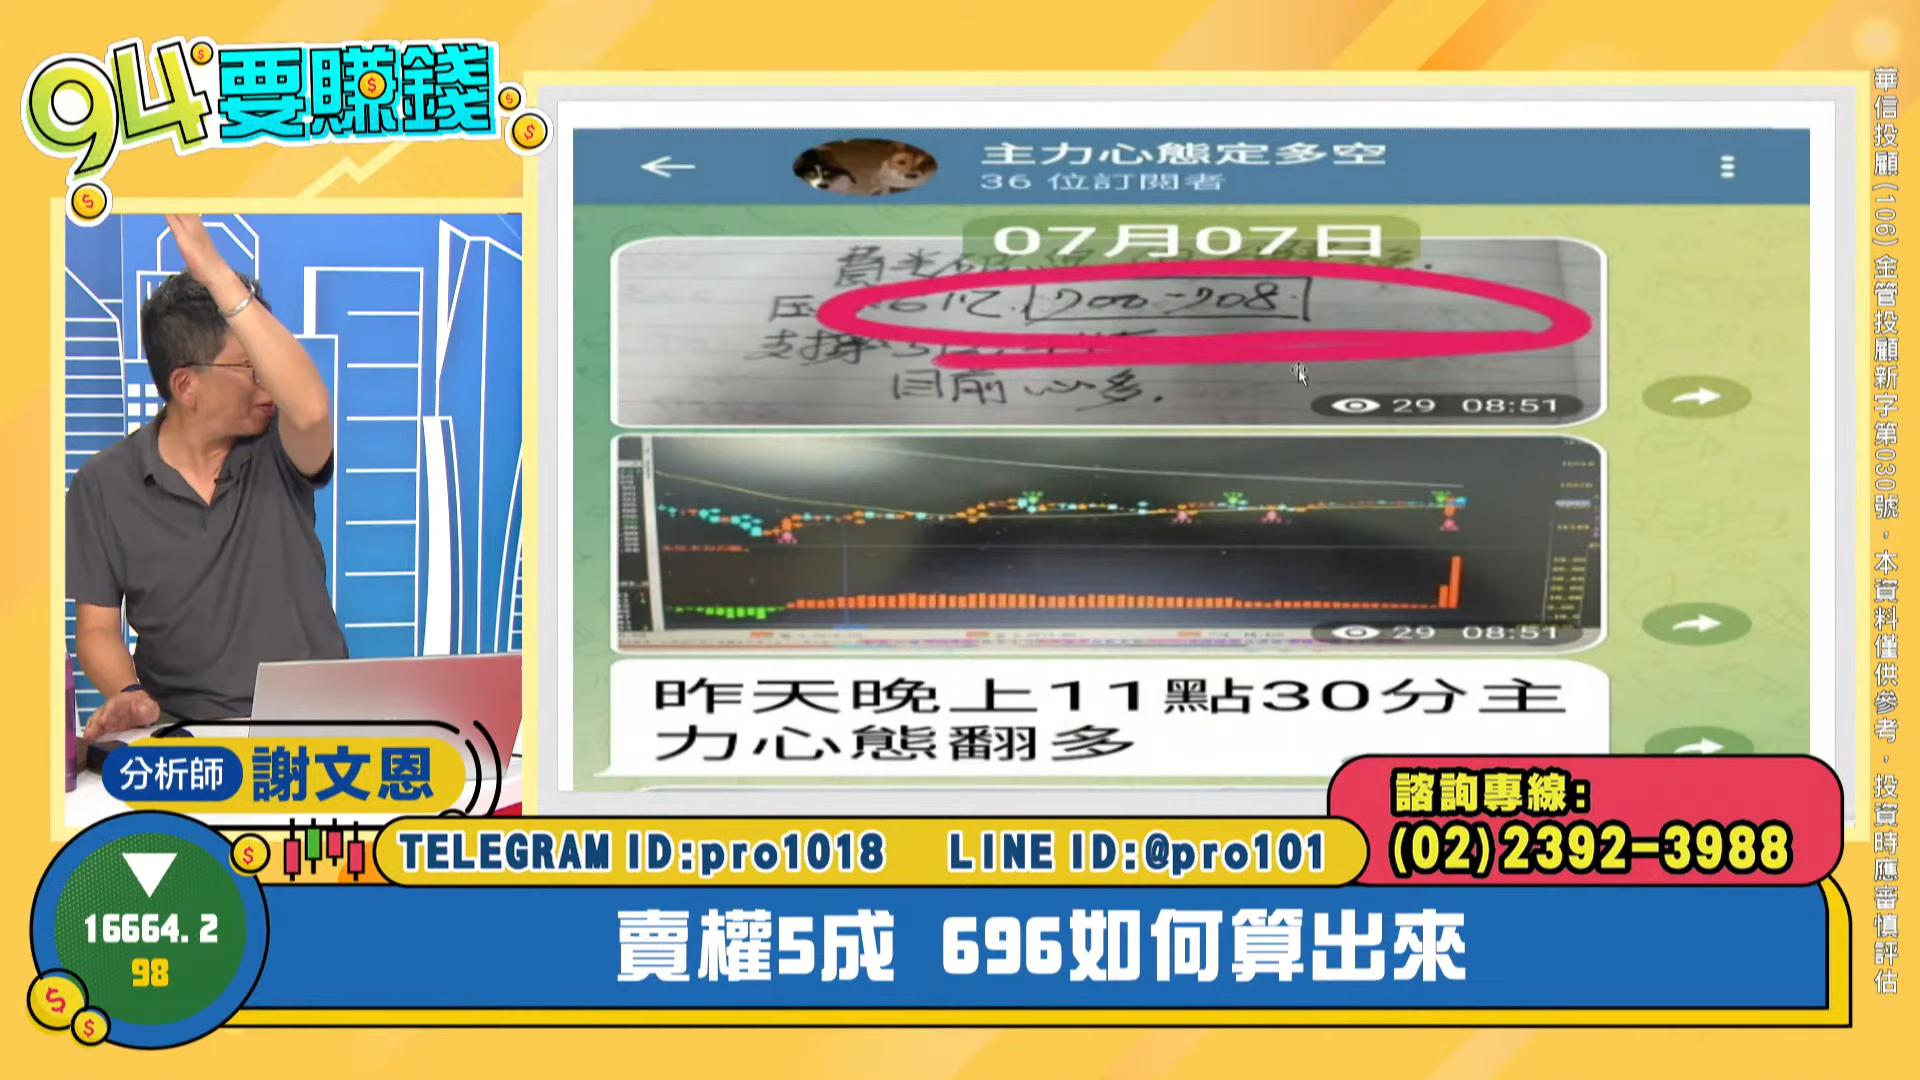 94要賺錢
主力心態定多空
36 位訂閱者
07月07日
700-708
支撐
目前心多.
29 08:51
29 08:51
昨天晚上11點30分主
力心態翻多
分析師 謝文恩
諮詢專線:
(02)2392-3988
TELEGRAM ID:pro1018 LINE ID:@pro101
16664.2
98
賣權5成 696如何算出來
華信投顧(106)金管投顧新字第030號，本資料僅供參考，投資時應審慎評估